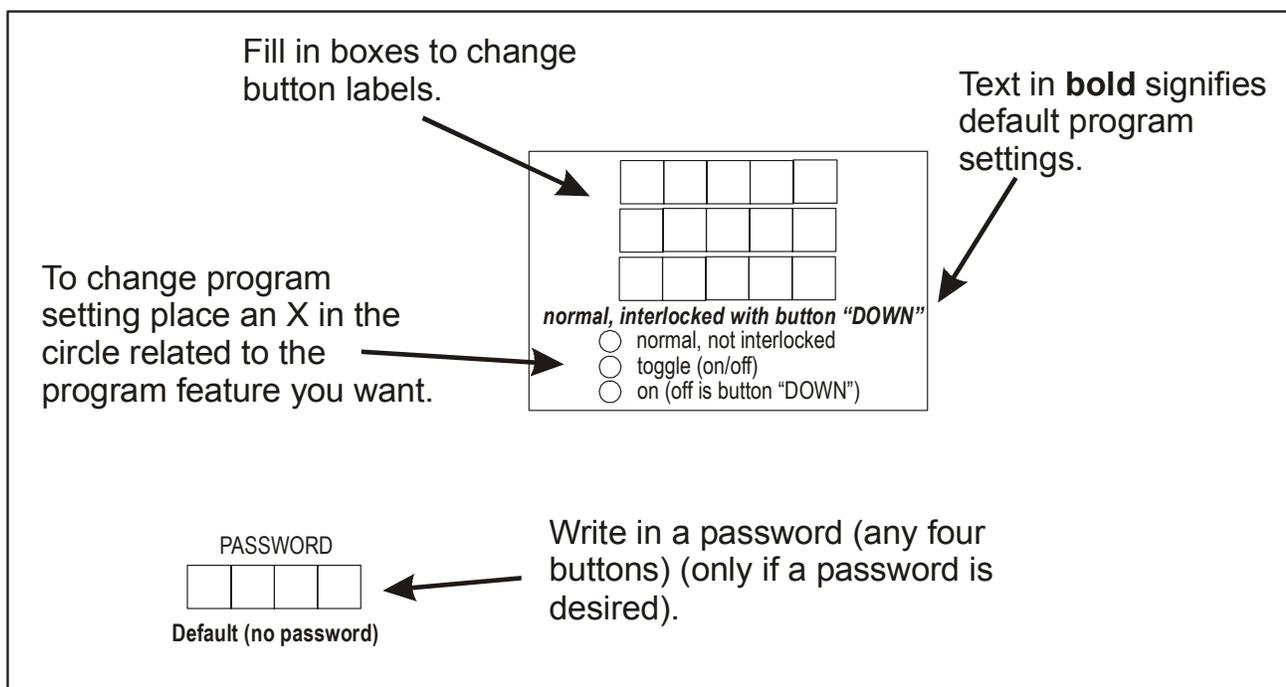 Fill in boxes to change
button labels.
Text in bold signifies
default program
settings.
To change program
setting place an X in the
circle related to the
program feature you want.
normal, interlocked with button “DOWN”
normal, not interlocked
toggle (on/off)
on (off is button “DOWN”)
PASSWORD
Default (no password)
Write in a password (any four
buttons) (only if a password is
desired).